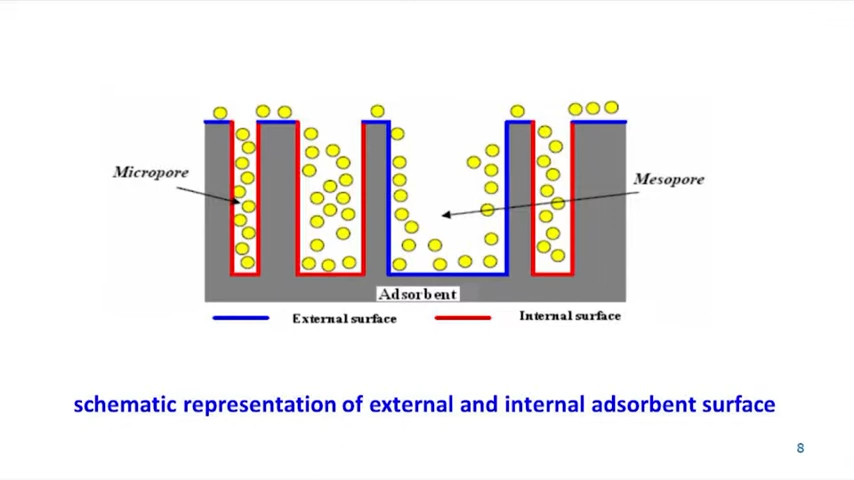 Micropore
Mesopore
Adsorbent
External surface
Internal surface
schematic representation of external and internal adsorbent surface
8